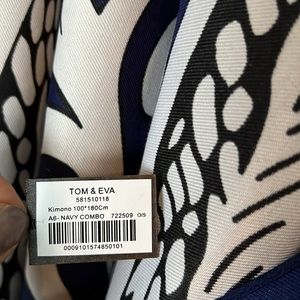 TOM & EVA
581510118
Kimono 100*180Cm
A6- NAVY COMBO 722509 O/S
0009101574850101